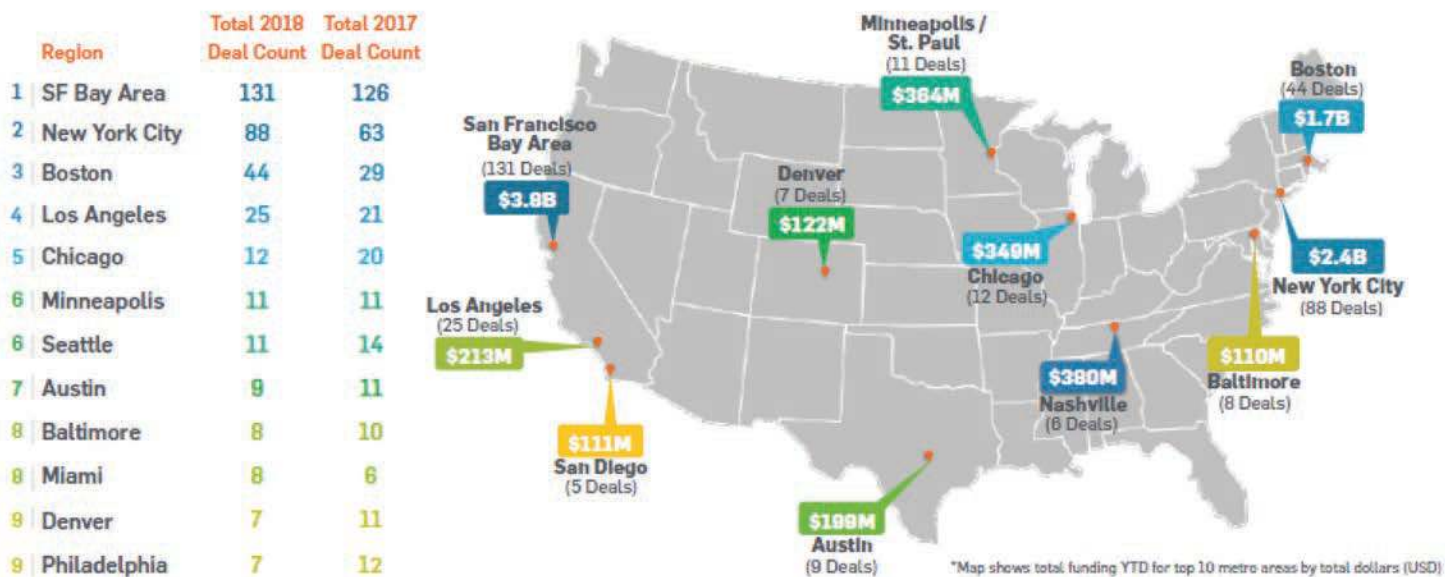 Total 2018 Total 2017
Region Deal Count Deal Count
1 SF Bay Area 131 126
2 New York City 88 63
3 Boston 44 29
4 Los Angeles 25 21
5 Chicago 12 20
6 Minneapolis 11 11
6 Seattle 11 14
7 Austin 9 11
8 Baltimore 8 10
8 Miami 8 6
9 Denver 7 11
9 Philadelphia 7 12
Minneapolis /
St. Paul
(11 Deals)
$364M
Boston
(44 Deals)
$1.7B
San Francisco
Bay Area
(131 Deals)
$3.8B
Denver
(7 Deals)
$122M
$349M
Chicago
(12 Deals)
$2.4B
New York City
(88 Deals)
Los Angeles
(25 Deals)
$213M
$110M
Baltimore
(8 Deals)
$380M
Nashville
(6 Deals)
$111M
San Diego
(5 Deals)
$199M
Austin
(9 Deals)
*Map shows total funding YTD for top 10 metro areas by total dollars (USD)